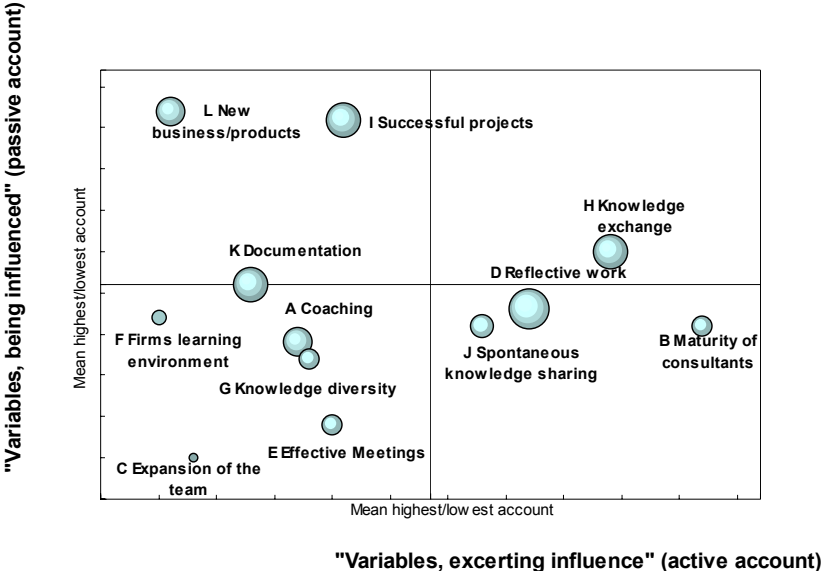 "Variables, being influenced" (passive account)
Mean highest/lowest account
L New
business/products
I Successful projects
H Knowledge
exchange
K Documentation
D Reflective work
A Coaching
F Firms learning
environment
J Spontaneous
knowledge sharing
B Maturity of
consultants
G Knowledge diversity
E Effective Meetings
C Expansion of the
team
Mean highest/lowest account
"Variables, excerting influence" (active account)